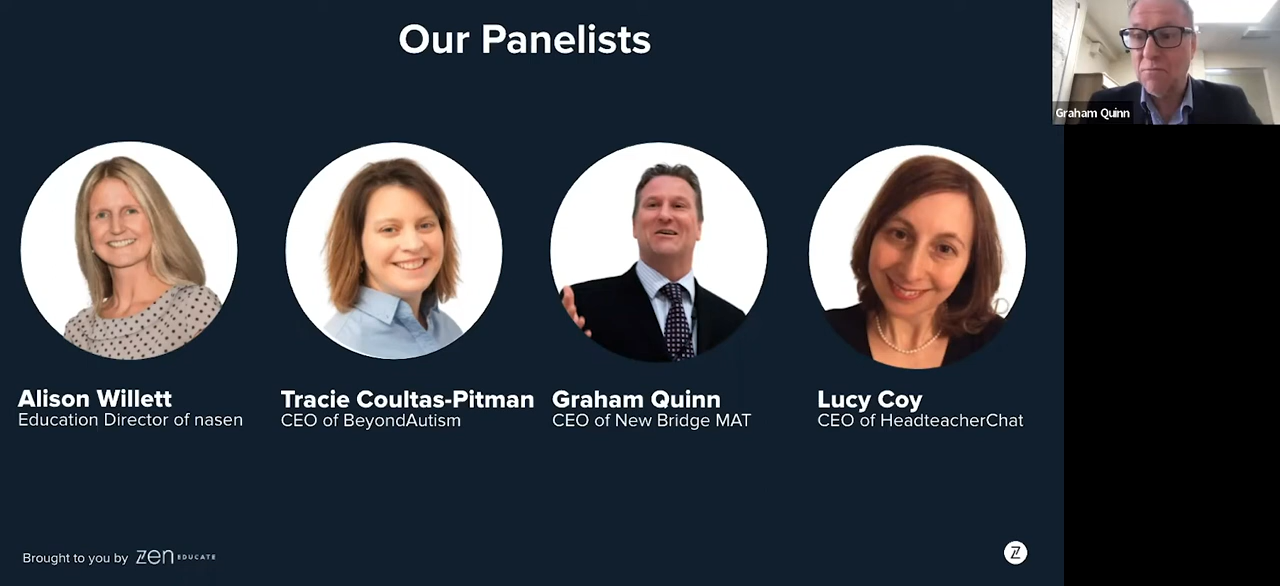 Our Panelists
Graham Quinn
Alison Willett
Education Director of nasen
Tracie Coultas-Pitman
CEO of BeyondAutism
Graham Quinn
CEO of New Bridge MAT
Lucy Coy
CEO of HeadteacherChat
Brought to you by zen EDUCATE
Z